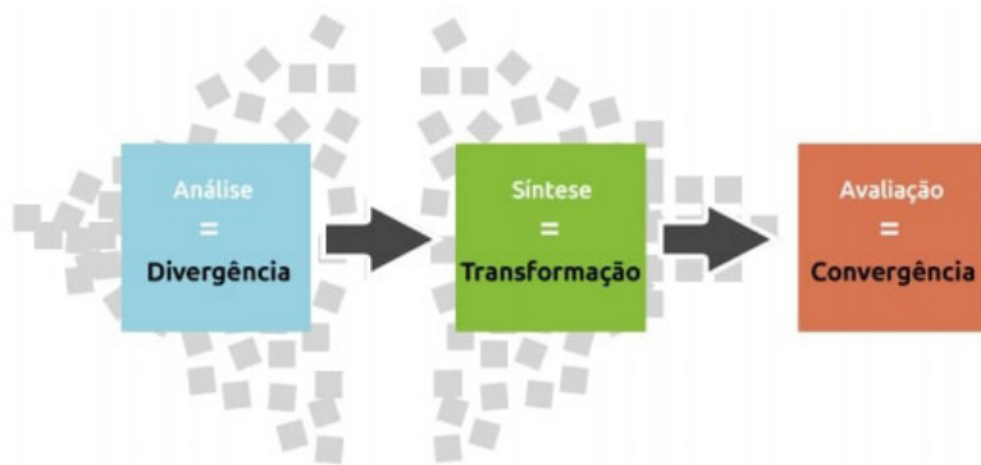 Análise
=
Divergência
Síntese
=
Transformação
Avaliação
=
Convergência